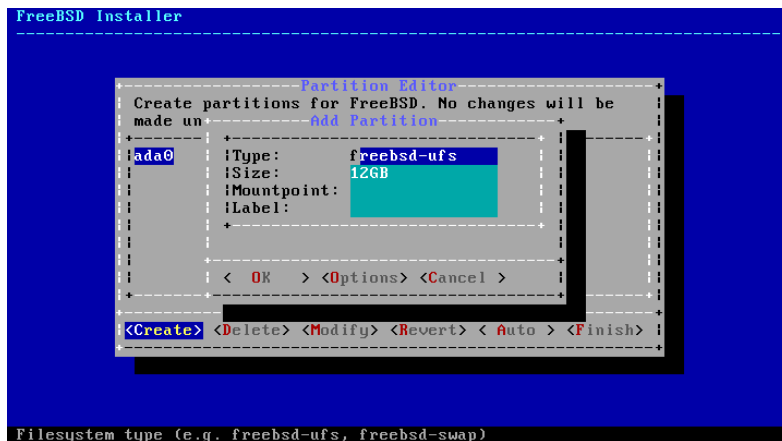 FreeBSD Installer
Partition Editor
Create partitions for FreeBSD. No changes will be
made un
Add Partition
ada0
Type: freebsd-ufs
Size: 12GB
Mountpoint:
Label:
< OK > <Options> <Cancel >
<Create> <Delete> <Modify> <Revert> < Auto > <Finish>
Filesystem type (e.g. freebsd-ufs, freebsd-swap)